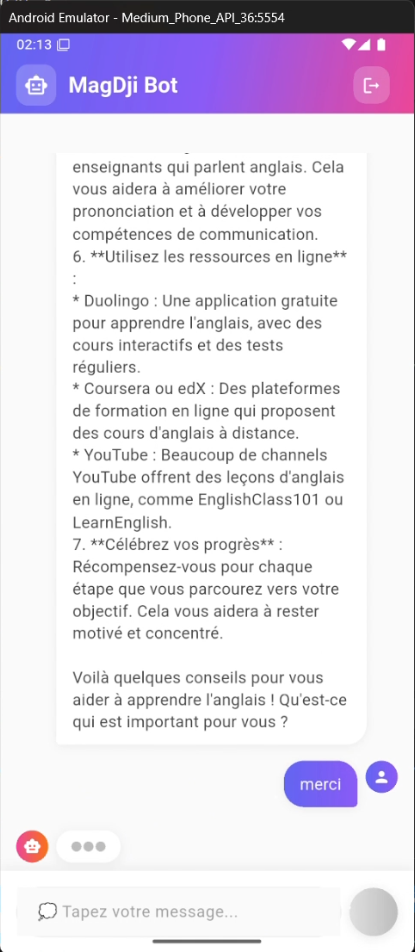 Android Emulator - Medium_Phone_API_36:5554
02:13
MagDji Bot
enseignants qui parlent anglais. Cela
vous aidera à améliorer votre
prononciation et à développer vos
compétences de communication.
6. **Utilisez les ressources en ligne**
:
* Duolingo : Une application gratuite
pour apprendre l'anglais, avec des
cours interactifs et des tests
réguliers.
* Coursera ou edX : Des plateformes
de formation en ligne qui proposent
des cours d'anglais à distance.
* YouTube : Beaucoup de channels
YouTube offrent des leçons d'anglais
en ligne, comme EnglishClass101 ou
LearnEnglish.
7. **Célébrez vos progrès** :
Récompensez-vous pour chaque
étape que vous parcourez vers votre
objectif. Cela vous aidera à rester
motivé et concentré.
Voilà quelques conseils pour vous
aider à apprendre l'anglais ! Qu'est-ce
qui est important pour vous ?
merci
💭 Tapez votre message...